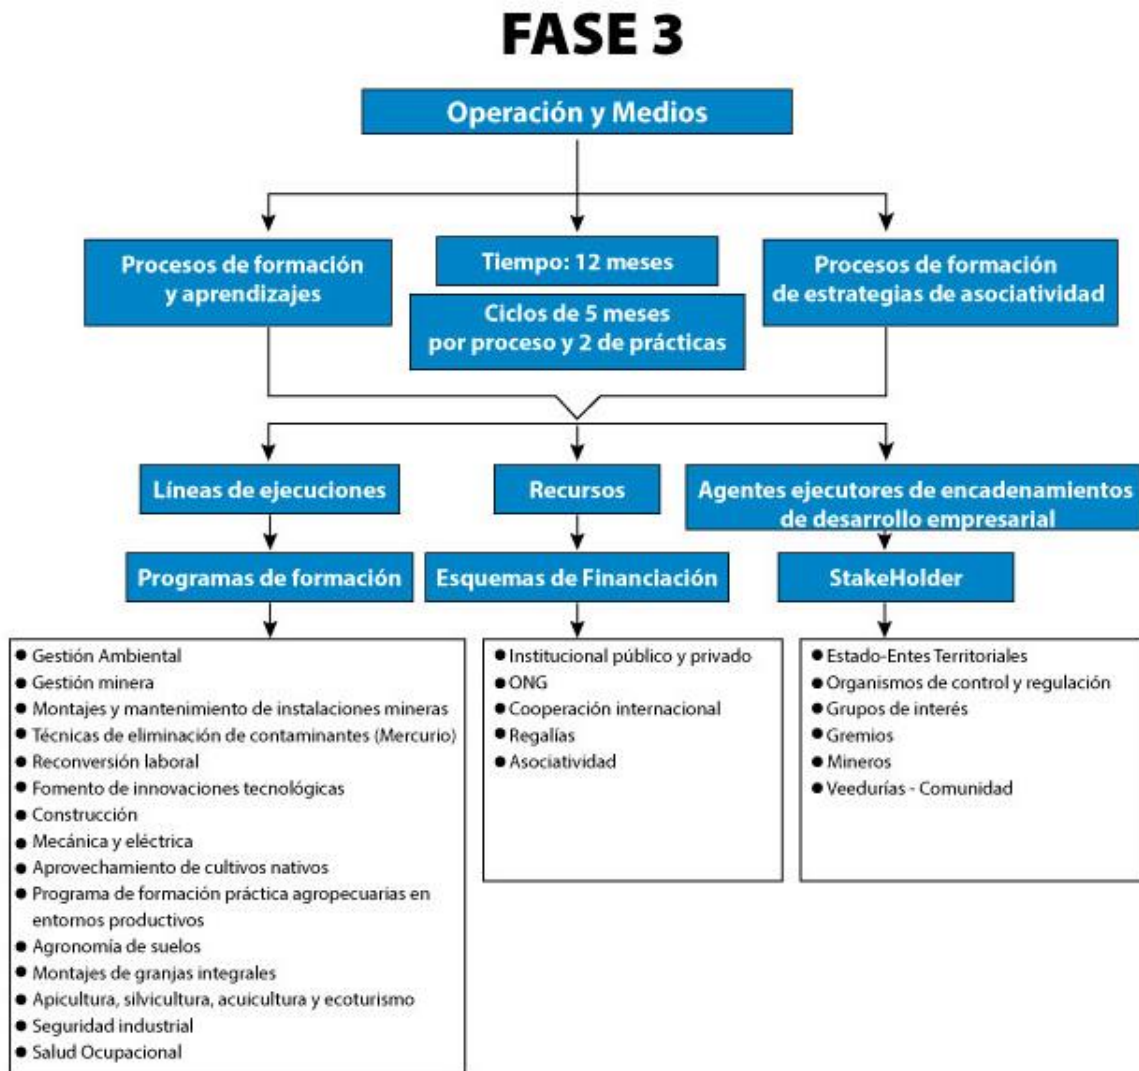 FASE 3
Operación y Medios
Procesos de formación
y aprendizajes
Tiempo: 12 meses
Ciclos de 5 meses
por proceso y 2 de prácticas
Procesos de formación
de estrategias de asociatividad
Líneas de ejecuciones
Recursos
Agentes ejecutores de encadenamientos
de desarrollo empresarial
Programas de formación
Esquemas de Financiación
StakeHolder
● Gestión Ambiental
● Gestión minera
● Montajes y mantenimiento de instalaciones mineras
● Técnicas de eliminación de contaminantes (Mercurio)
● Reconversión laboral
● Fomento de innovaciones tecnológicas
● Construcción
● Mecánica y eléctrica
● Aprovechamiento de cultivos nativos
● Programa de formación práctica agropecuarias en
entornos productivos
● Agronomía de suelos
● Montajes de granjas integrales
● Apicultura, silvicultura, acuicultura y ecoturismo
● Seguridad industrial
● Salud Ocupacional
● Institucional público y privado
● ONG
● Cooperación internacional
● Regalías
● Asociatividad
● Estado-Entes Territoriales
● Organismos de control y regulación
● Grupos de interés
● Gremios
● Mineros
● Veedurías - Comunidad